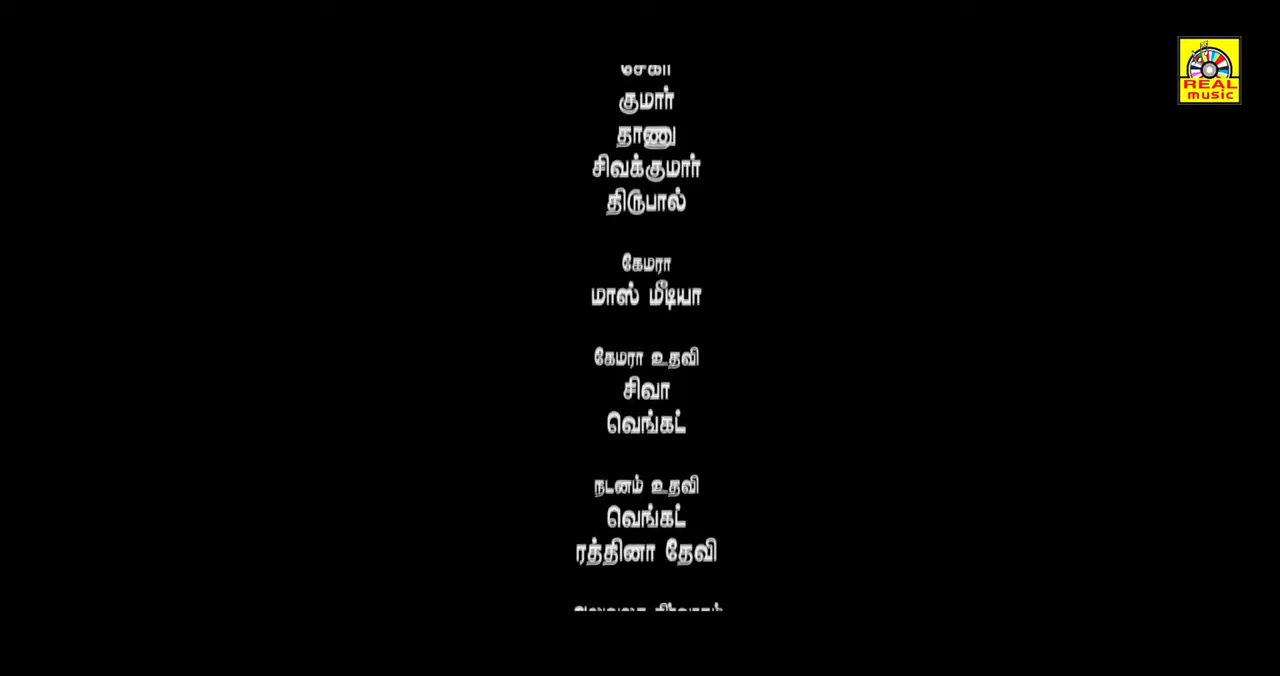 REAL
music
குமார்
தாணு
சிவக்குமார்
திருபால்
கேமரா
மாஸ் மீடியா
கேமரா உதவி
சிவா
வெங்கட்
நடனம் உதவி
வெங்கட்
ரத்தினா தேவி